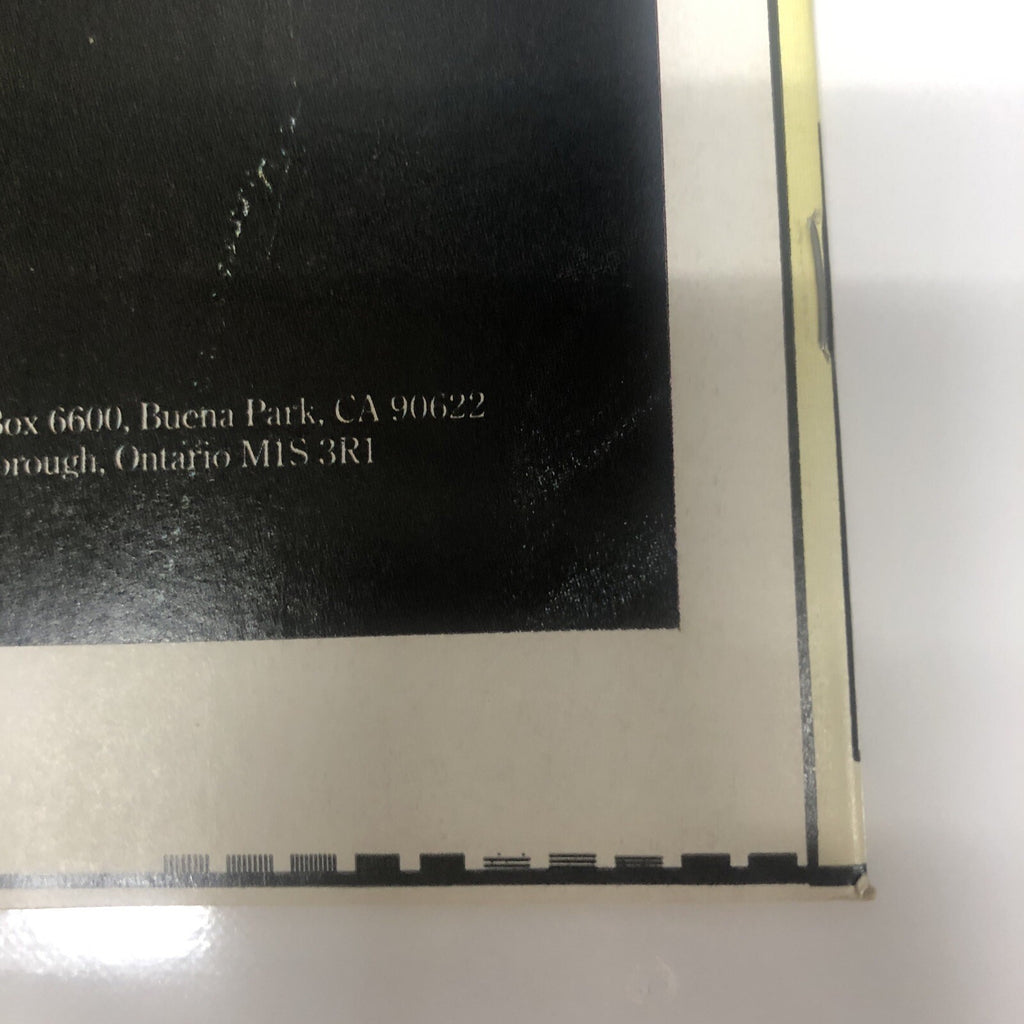 Box 6600, Buena Park, CA 90622
orough, Ontario M1S 3R1